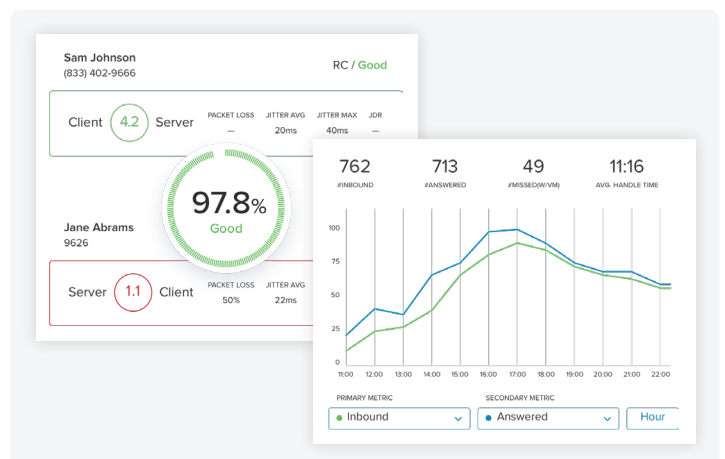 Sam Johnson
(833) 402-9666
RC / Good
Client 4.2 Server
PACKET LOSS JITTER AVG JITTER MAX JDR
— 20ms 40ms —
97.8%
Good
Jane Abrams
9626
Server 1.1 Client
PACKET LOSS JITTER AVG
50% 22ms
762 713 49 11:16
#INBOUND #ANSWERED #MISSED(W/VM) AVG. HANDLE TIME
100
75
50
25
0
11:00 12:00 13:00 14:00 15:00 16:00 17:00 18:00 19:00 20:00 21:00 22:00
PRIMARY METRIC SECONDARY METRIC
Inbound Answered Hour